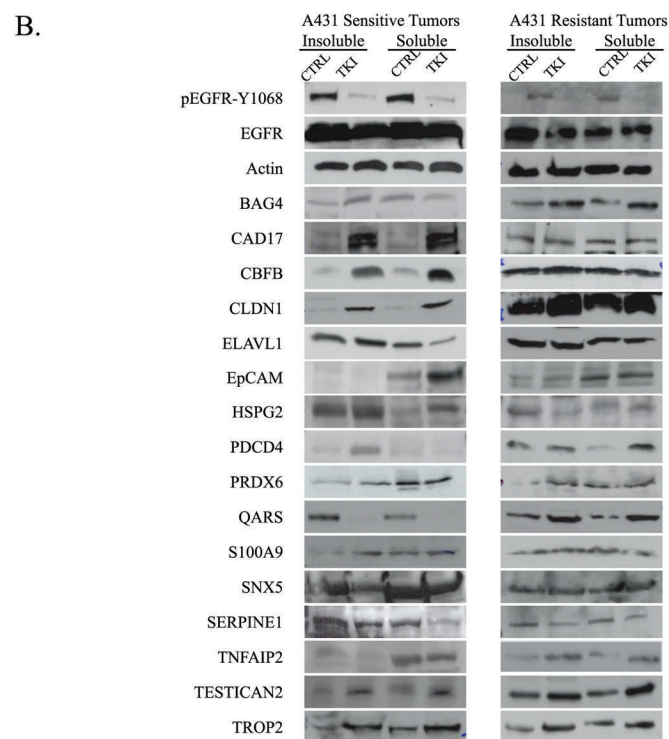 B.
A431 Sensitive Tumors A431 Resistant Tumors
Insoluble Soluble Insoluble Soluble
CTRL TKI CTRL TKI CTRL TKI CTRL TKI
pEGFR-Y1068
EGFR
Actin
BAG4
CAD17
CBFB
CLDN1
ELAVL1
EpCAM
HSPG2
PDCD4
PRDX6
QARS
S100A9
SNX5
SERPINE1
TNFAIP2
TESTICAN2
TROP2